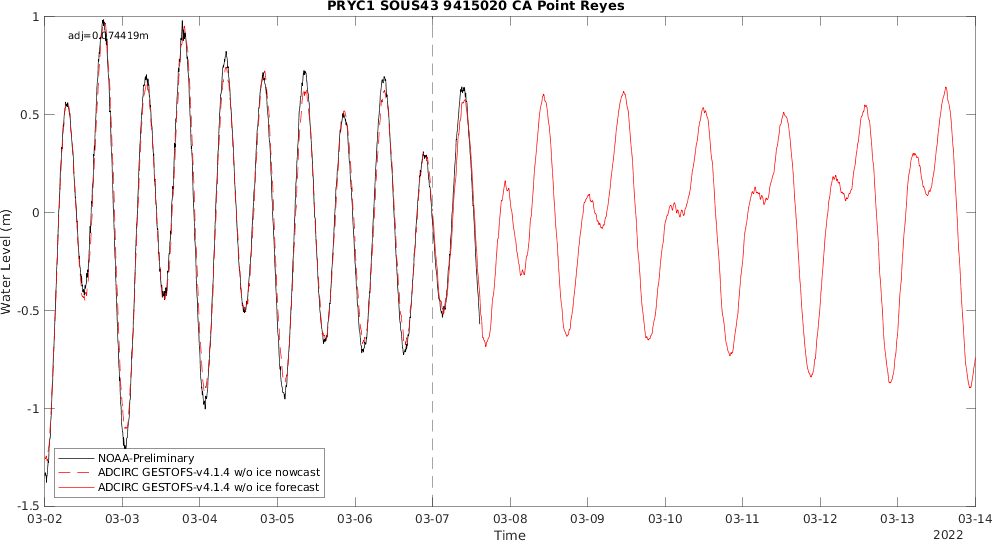 PRYC1 SOUS43 9415020 CA Point Reyes
adj=0.074419m
1
0.5
0
-0.5
-1
-1.5
Water Level (m)
NOAA-Preliminary
ADCIRC GESTOFS-v4.1.4 w/o ice nowcast
ADCIRC GESTOFS-v4.1.4 w/o ice forecast
03-02 03-03 03-04 03-05 03-06 03-07 03-08 03-09 03-10 03-11 03-12 03-13 03-14
Time
2022